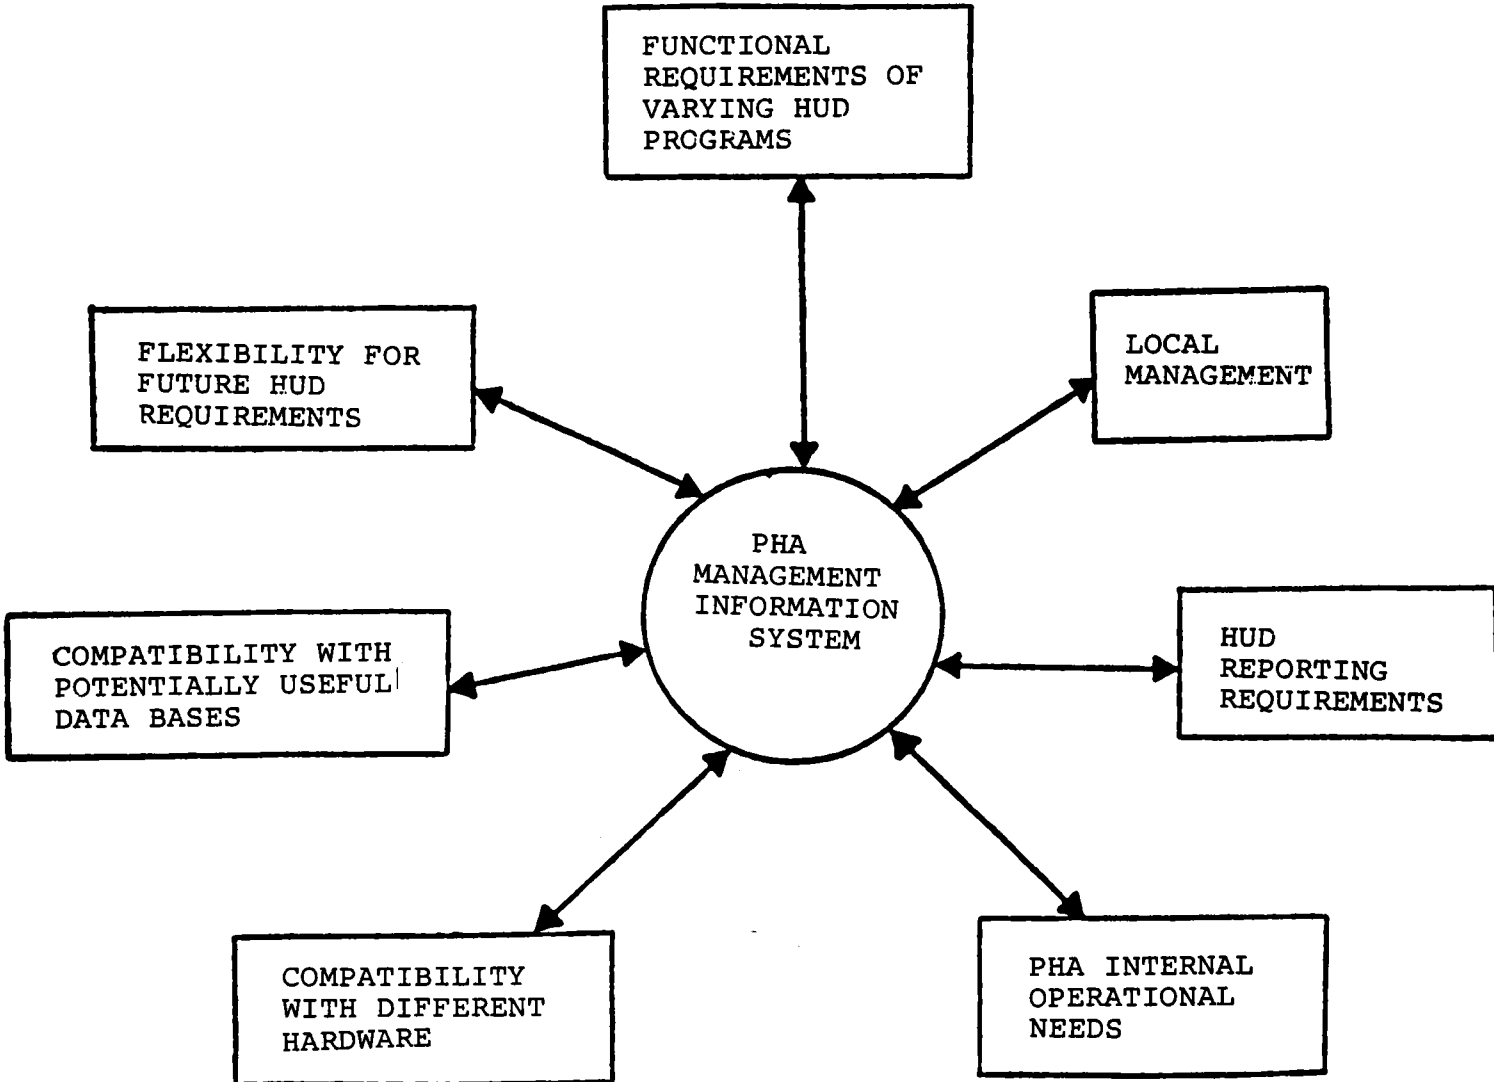 FUNCTIONAL
REQUIREMENTS OF
VARYING HUD
PROGRAMS
LOCAL
MANAGEMENT
FLEXIBILITY FOR
FUTURE HUD
REQUIREMENTS
PHA
MANAGEMENT
INFORMATION
SYSTEM
HUD
REPORTING
REQUIREMENTS
COMPATIBILITY WITH
POTENTIALLY USEFUL
DATA BASES
PHA INTERNAL
OPERATIONAL
NEEDS
COMPATIBILITY
WITH DIFFERENT
HARDWARE